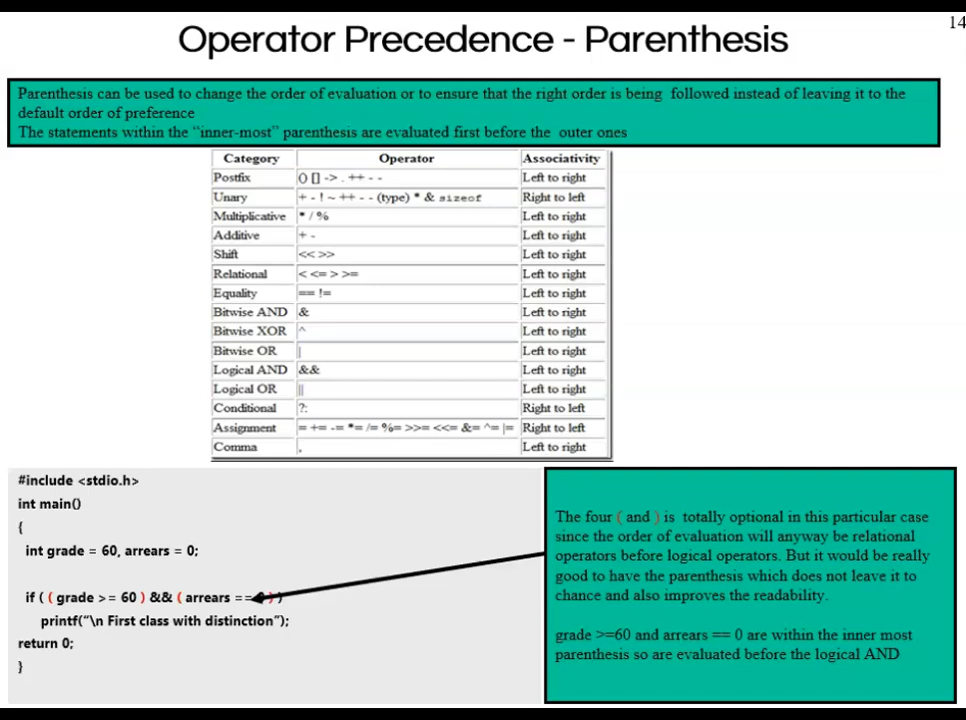 14
Operator Precedence - Parenthesis
Parenthesis can be used to change the order of evaluation or to ensure that the right order is being followed instead of leaving it to the
default order of preference
The statements within the “inner-most” parenthesis are evaluated first before the outer ones
Category Operator Associativity
Postfix () [] -> . ++ - - Left to right
Unary + - ! ~ ++ - - (type) * & sizeof Right to left
Multiplicative * / % Left to right
Additive + - Left to right
Shift << >> Left to right
Relational < <= > >= Left to right
Equality == != Left to right
Bitwise AND & Left to right
Bitwise XOR ^ Left to right
Bitwise OR | Left to right
Logical AND && Left to right
Logical OR || Left to right
Conditional ?: Right to left
Assignment = += -= *= /= %= >>= <<= &= ^= |= Right to left
Comma , Left to right
#include <stdio.h>
int main()
{
int grade = 60, arrears = 0;
if ( ( grade >= 60 ) && ( arrears == ) )
printf(“\n First class with distinction”);
return 0;
}
The four ( and ) is totally optional in this particular case
since the order of evaluation will anyway be relational
operators before logical operators. But it would be really
good to have the parenthesis which does not leave it to
chance and also improves the readability.
grade >=60 and arrears == 0 are within the inner most
parenthesis so are evaluated before the logical AND